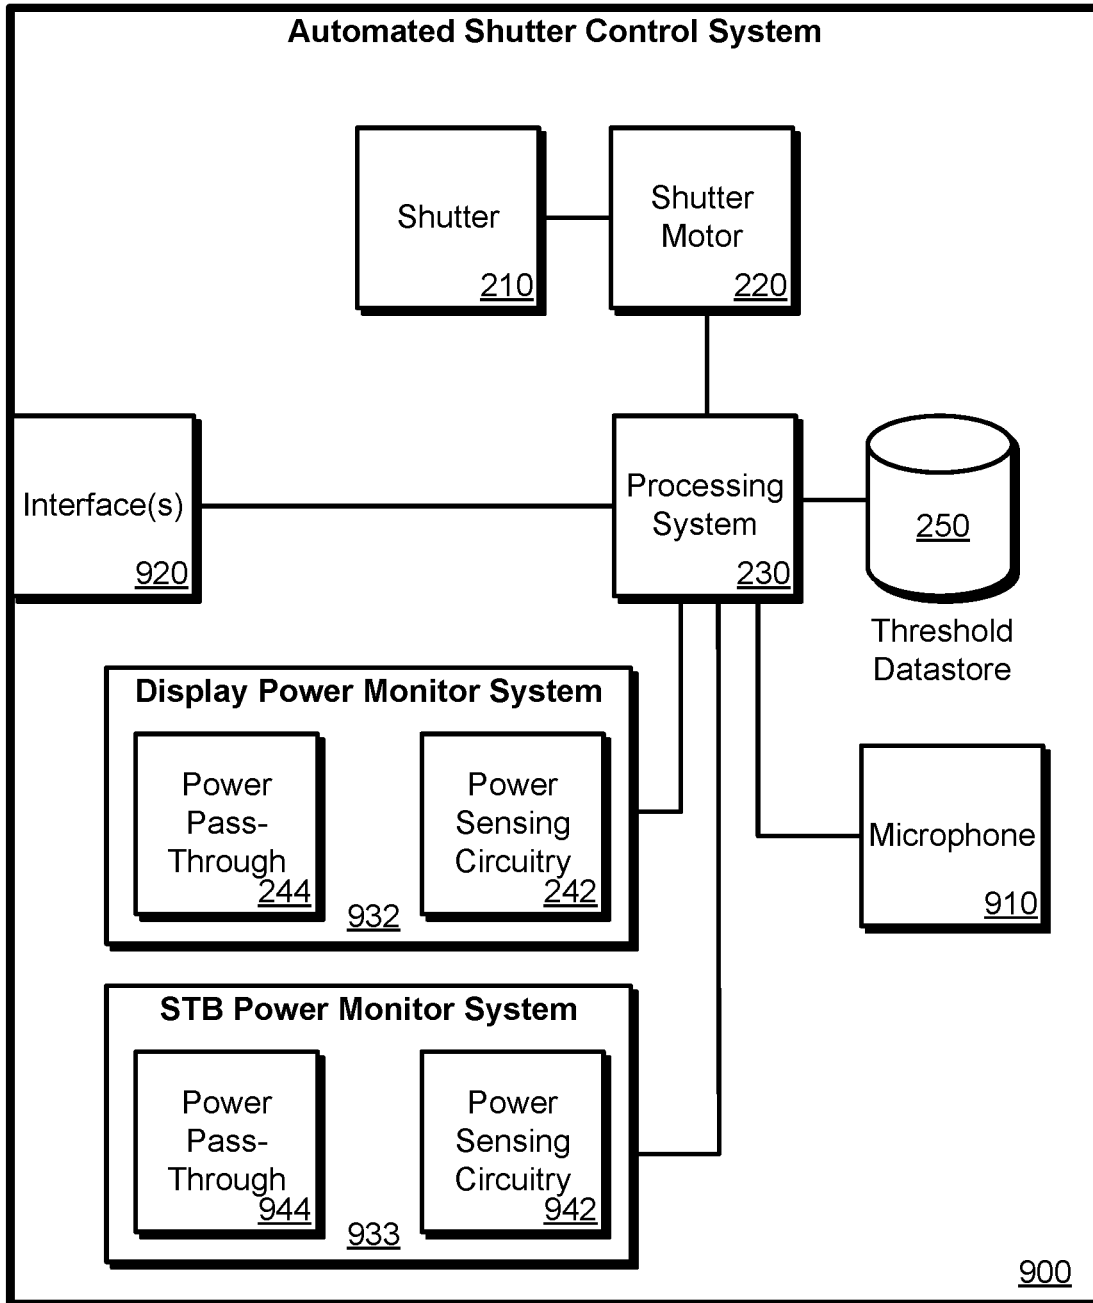 Automated Shutter Control System
Shutter
210
Shutter
Motor
220
Interface(s)
920
Processing
System
230
250
Threshold
Datastore
Display Power Monitor System
Power
Pass-
Through
244
Power
Sensing
Circuitry
242
932
Microphone
910
STB Power Monitor System
Power
Pass-
Through
944
Power
Sensing
Circuitry
942
933
900